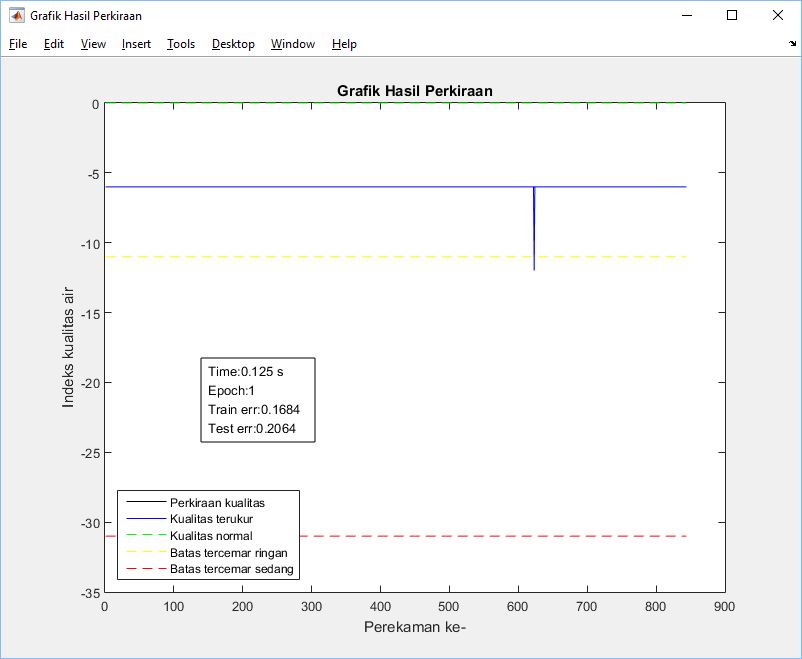 Grafik Hasil Perkiraan
File Edit View Insert Tools Desktop Window Help
Grafik Hasil Perkiraan
0
-5
-10
-15
-20
-25
-30
-35
Indeks kualitas air
Time:0.125 s
Epoch:1
Train err:0.1684
Test err:0.2064
Perkiraan kualitas
Kualitas terukur
Kualitas normal
Batas tercemar ringan
Batas tercemar sedang
0 100 200 300 400 500 600 700 800 900
Perekaman ke-